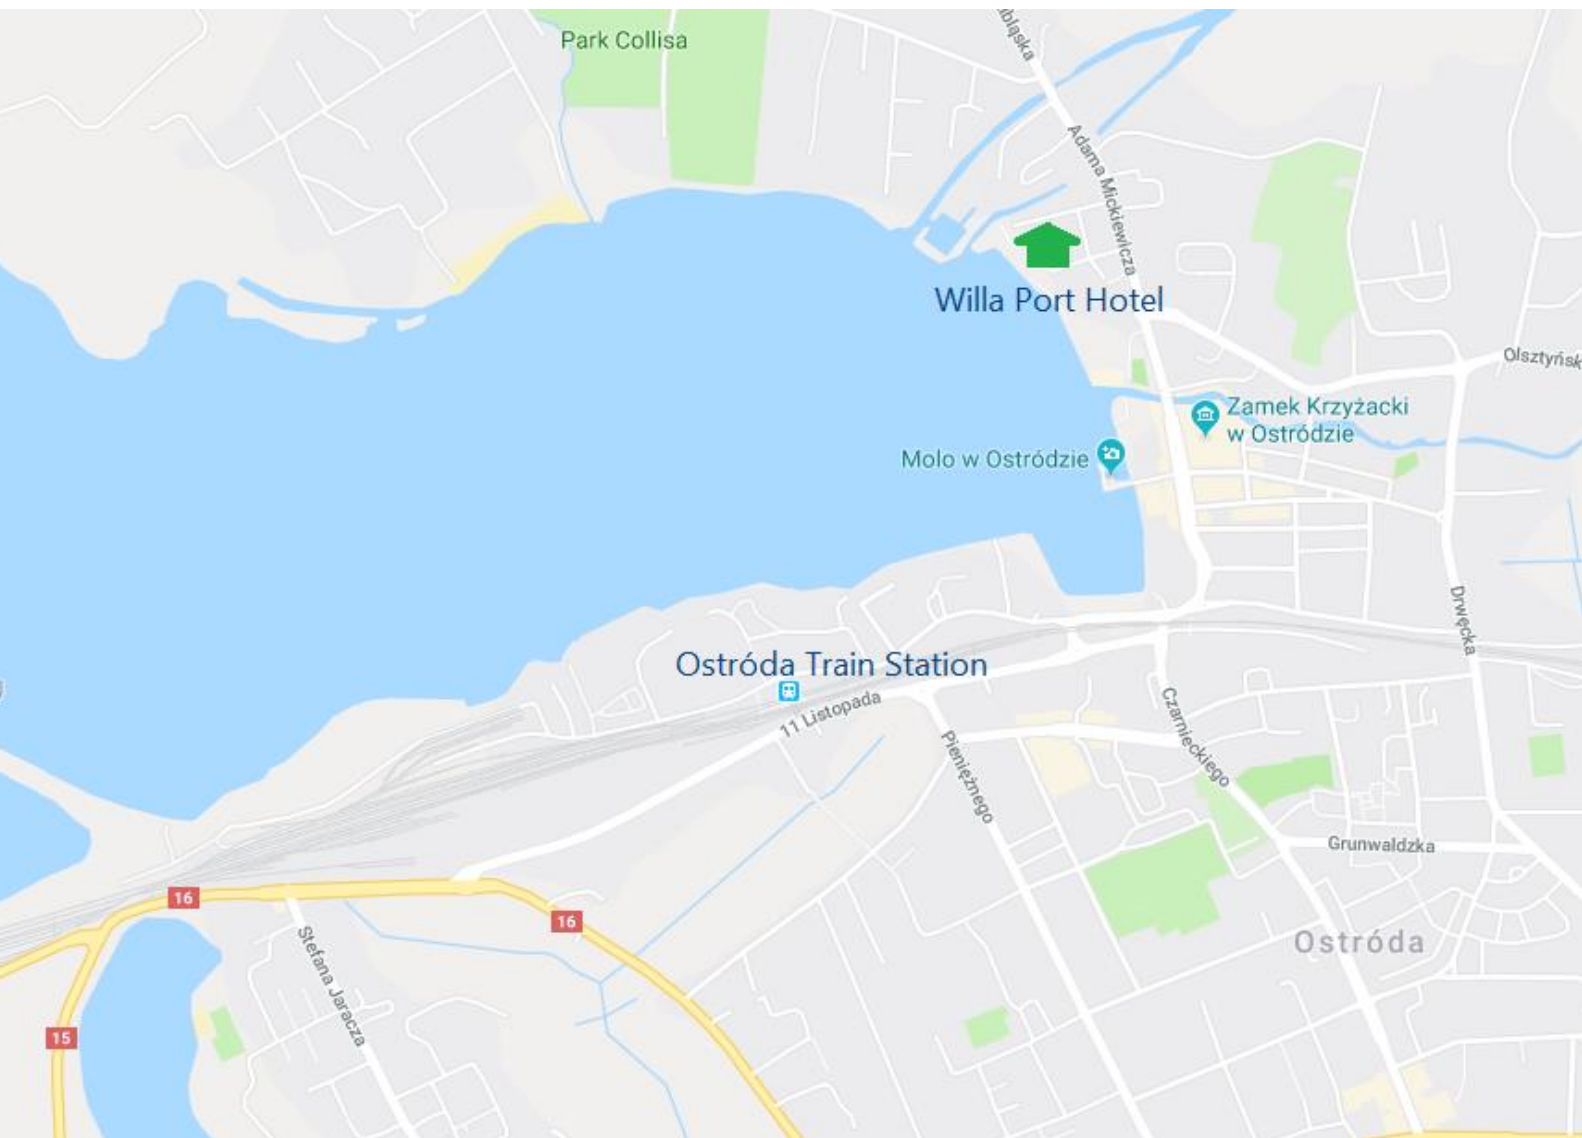 Park Collisa
Adama Mickiewicza
Willa Port Hotel
Olsztyńsk
Zamek Krzyżacki
w Ostródzie
Molo w Ostródzie
Drwęcka
Ostróda Train Station
11 Listopada
Czarnieckiego
Pieniężnego
Grunwaldzka
16
16
Ostróda
Stefana Jaracza
15